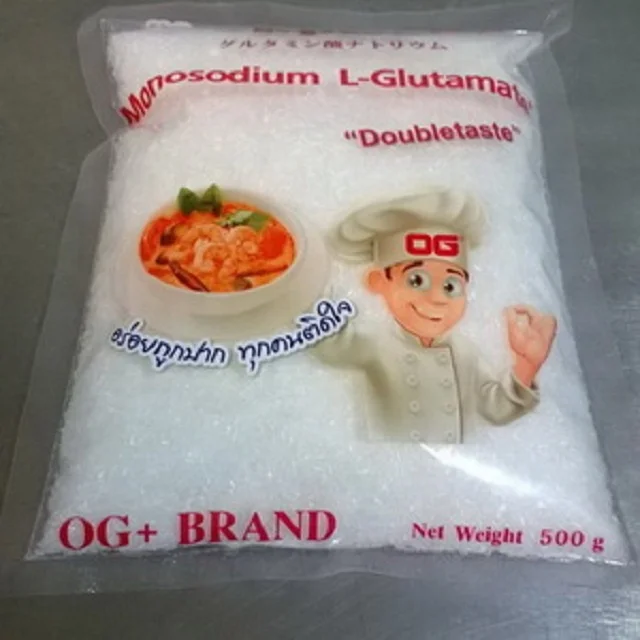 グルタミン酸ナトリウム
Monosodium L-Glutamate
"Doubletaste"
OG
อร่อยถูกปาก ทุกคนติดใจ
OG+ BRAND
Net Weight 500 g